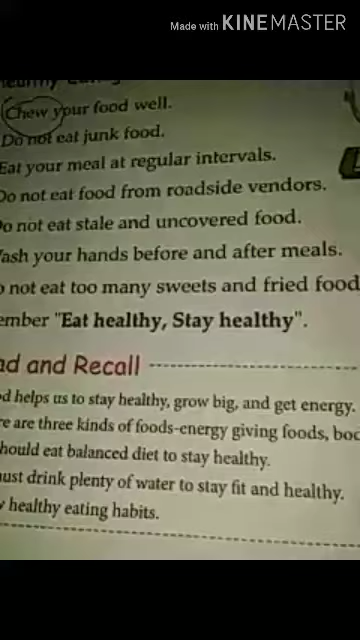 Made with KINEMASTER
Chew your food well.
Do not eat junk food.
Eat your meal at regular intervals.
Do not eat food from roadside vendors.
Do not eat stale and uncovered food.
ash your hands before and after meals.
not eat too many sweets and fried food
ember "Eat healthy, Stay healthy".
d and Recall
d helps us to stay healthy, grow big, and get energy.
re are three kinds of foods-energy giving foods, bod
hould eat balanced diet to stay healthy.
ust drink plenty of water to stay fit and healthy.
healthy eating habits.